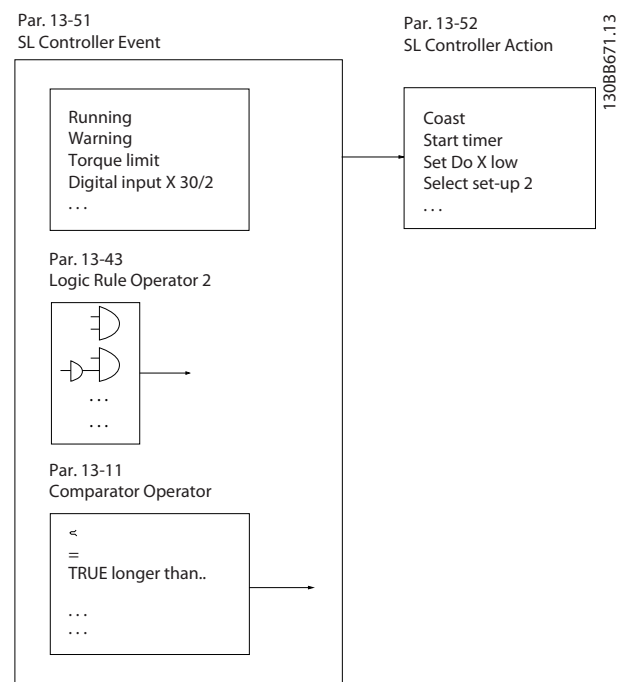 Par. 13-51
SL Controller Event
Par. 13-52
SL Controller Action
130BB671.13
Running
Warning
Torque limit
Digital input X 30/2
. . .
Coast
Start timer
Set Do X low
Select set-up 2
. . .
Par. 13-43
Logic Rule Operator 2
. . .
. . .
Par. 13-11
Comparator Operator
<
=
TRUE longer than..
. . .
. . .